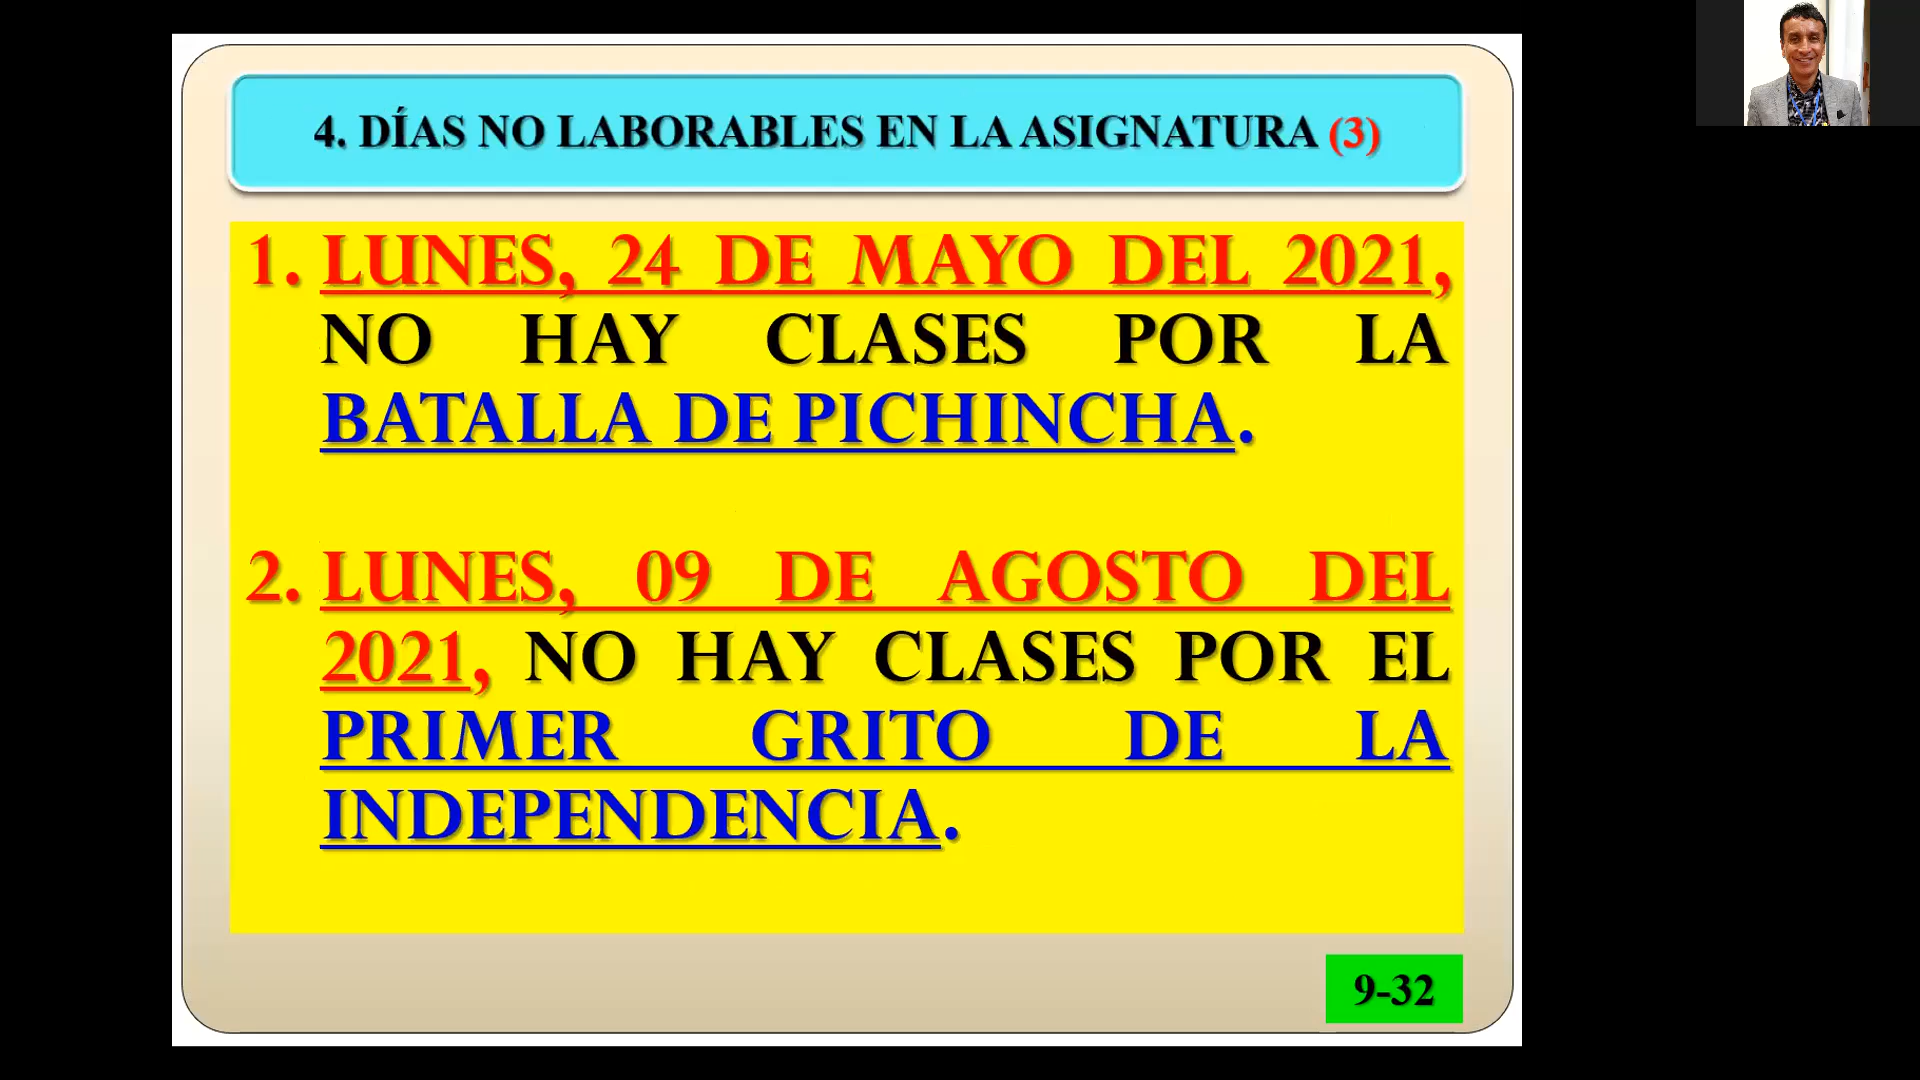 4. DÍAS NO LABORABLES EN LA ASIGNATURA (3)
1. LUNES, 24 DE MAYO DEL 2021,
NO HAY CLASES POR LA
BATALLA DE PICHINCHA.
2. LUNES, 09 DE AGOSTO DEL
2021, NO HAY CLASES POR EL
PRIMER GRITO DE LA
INDEPENDENCIA.
9-32